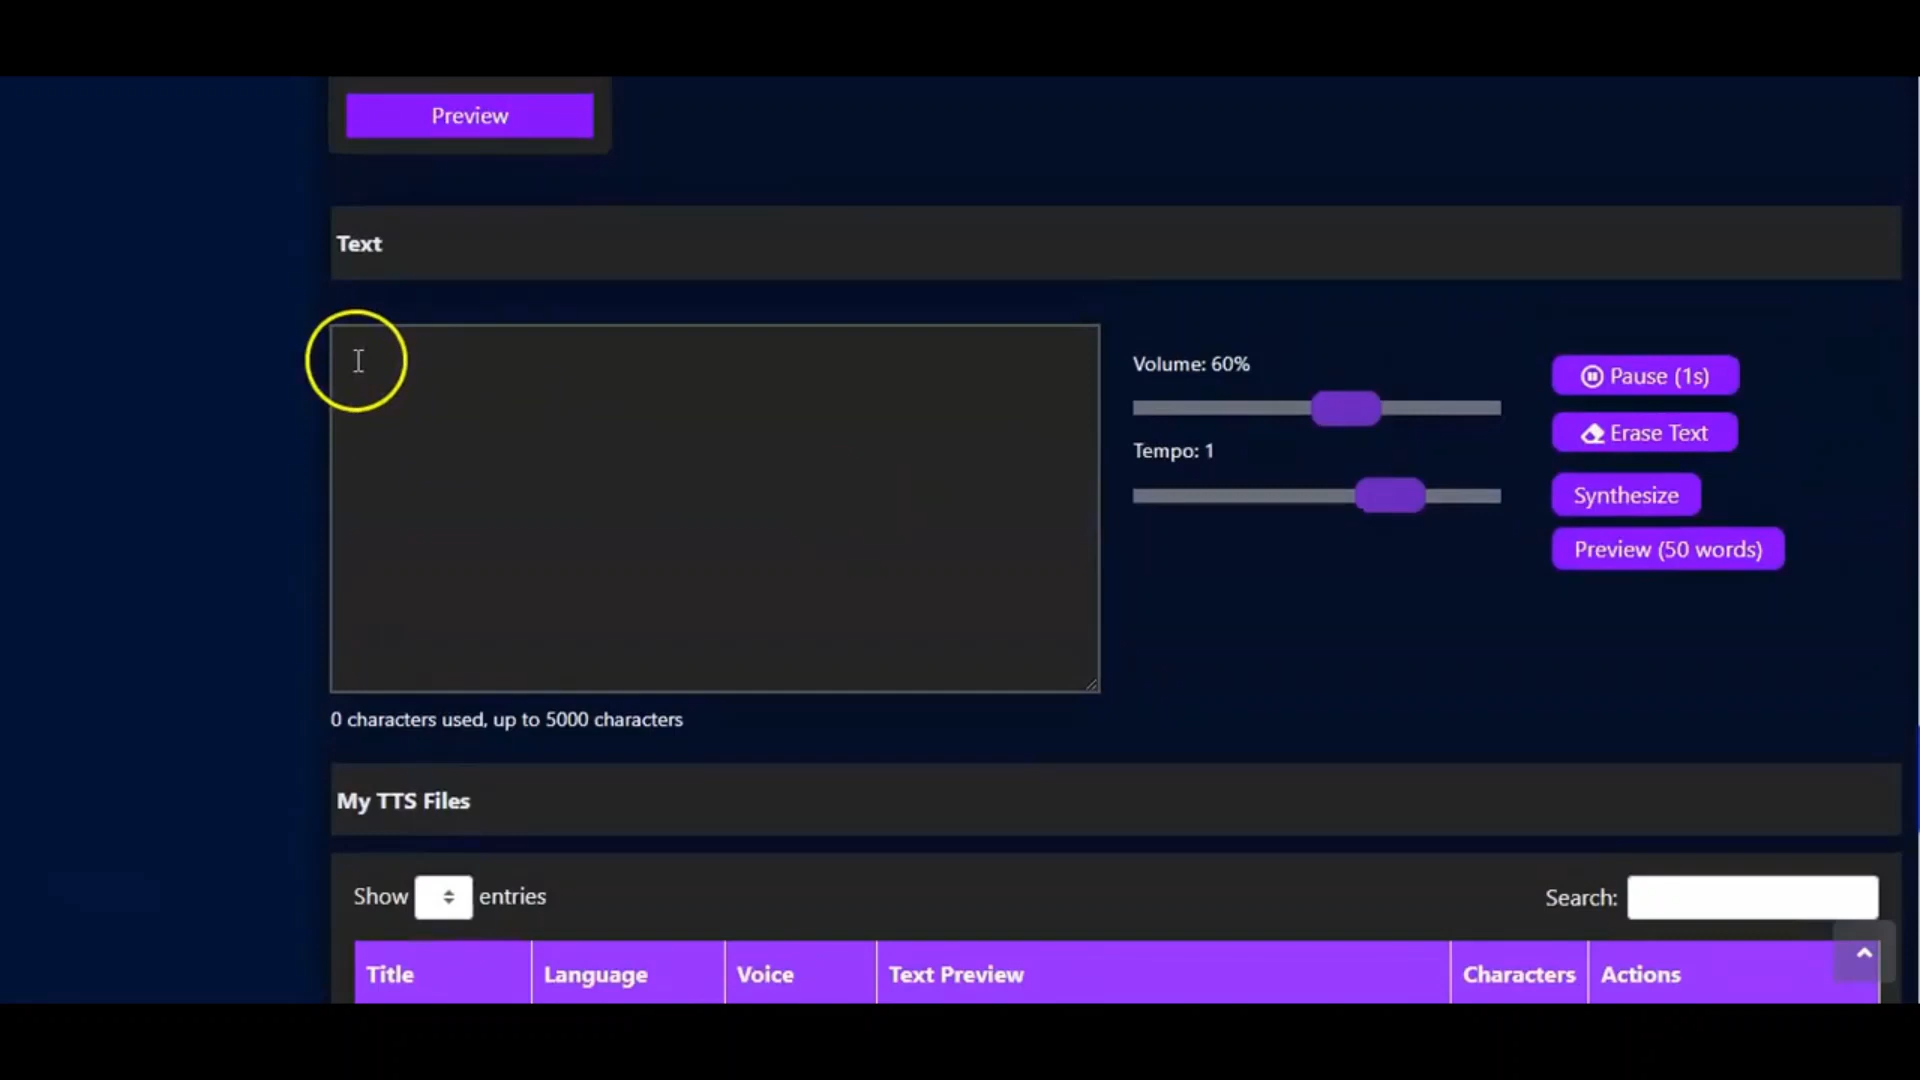 Preview
Text
Volume: 60%
Pause (1s)
Erase Text
Tempo: 1
Synthesize
Preview (50 words)
0 characters used, up to 5000 characters
My TTS Files
Show entries
Search:
Title Language Voice Text Preview Characters Actions